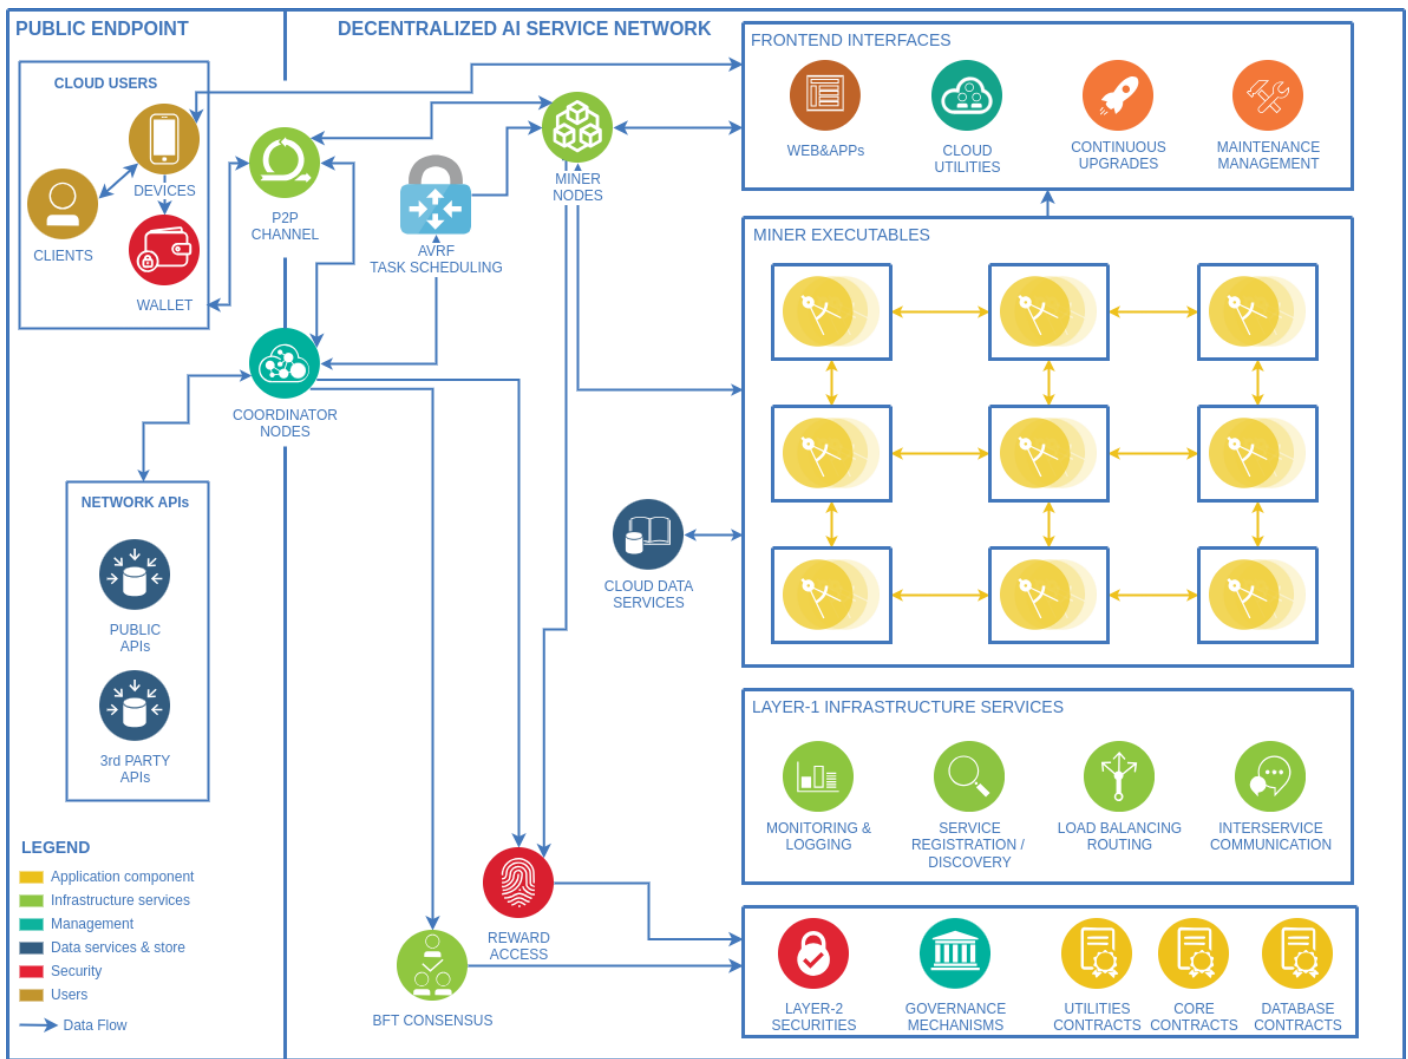 PUBLIC ENDPOINT
DECENTRALIZED AI SERVICE NETWORK
CLOUD USERS
DEVICES
CLIENTS
WALLET
P2P
CHANNEL
AVRF
TASK SCHEDULING
MINER
NODES
COORDINATOR
NODES
NETWORK APIs
PUBLIC
APIs
3rd PARTY
APIs
CLOUD DATA
SERVICES
REWARD
ACCESS
BFT CONSENSUS
FRONTEND INTERFACES
WEB&APPs
CLOUD
UTILITIES
CONTINUOUS
UPGRADES
MAINTENANCE
MANAGEMENT
MINER EXECUTABLES
LAYER-1 INFRASTRUCTURE SERVICES
MONITORING &
LOGGING
SERVICE
REGISTRATION /
DISCOVERY
LOAD BALANCING
ROUTING
INTERSERVICE
COMMUNICATION
LAYER-2
SECURITIES
GOVERNANCE
MECHANISMS
UTILITIES
CONTRACTS
CORE
CONTRACTS
DATABASE
CONTRACTS
LEGEND
Application component
Infrastructure services
Management
Data services & store
Security
Users
Data Flow